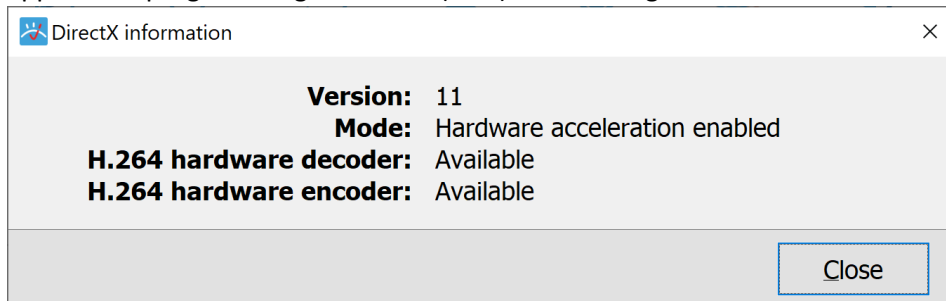 DirectX information
Version: 11
Mode: Hardware acceleration enabled
H.264 hardware decoder: Available
H.264 hardware encoder: Available
Close